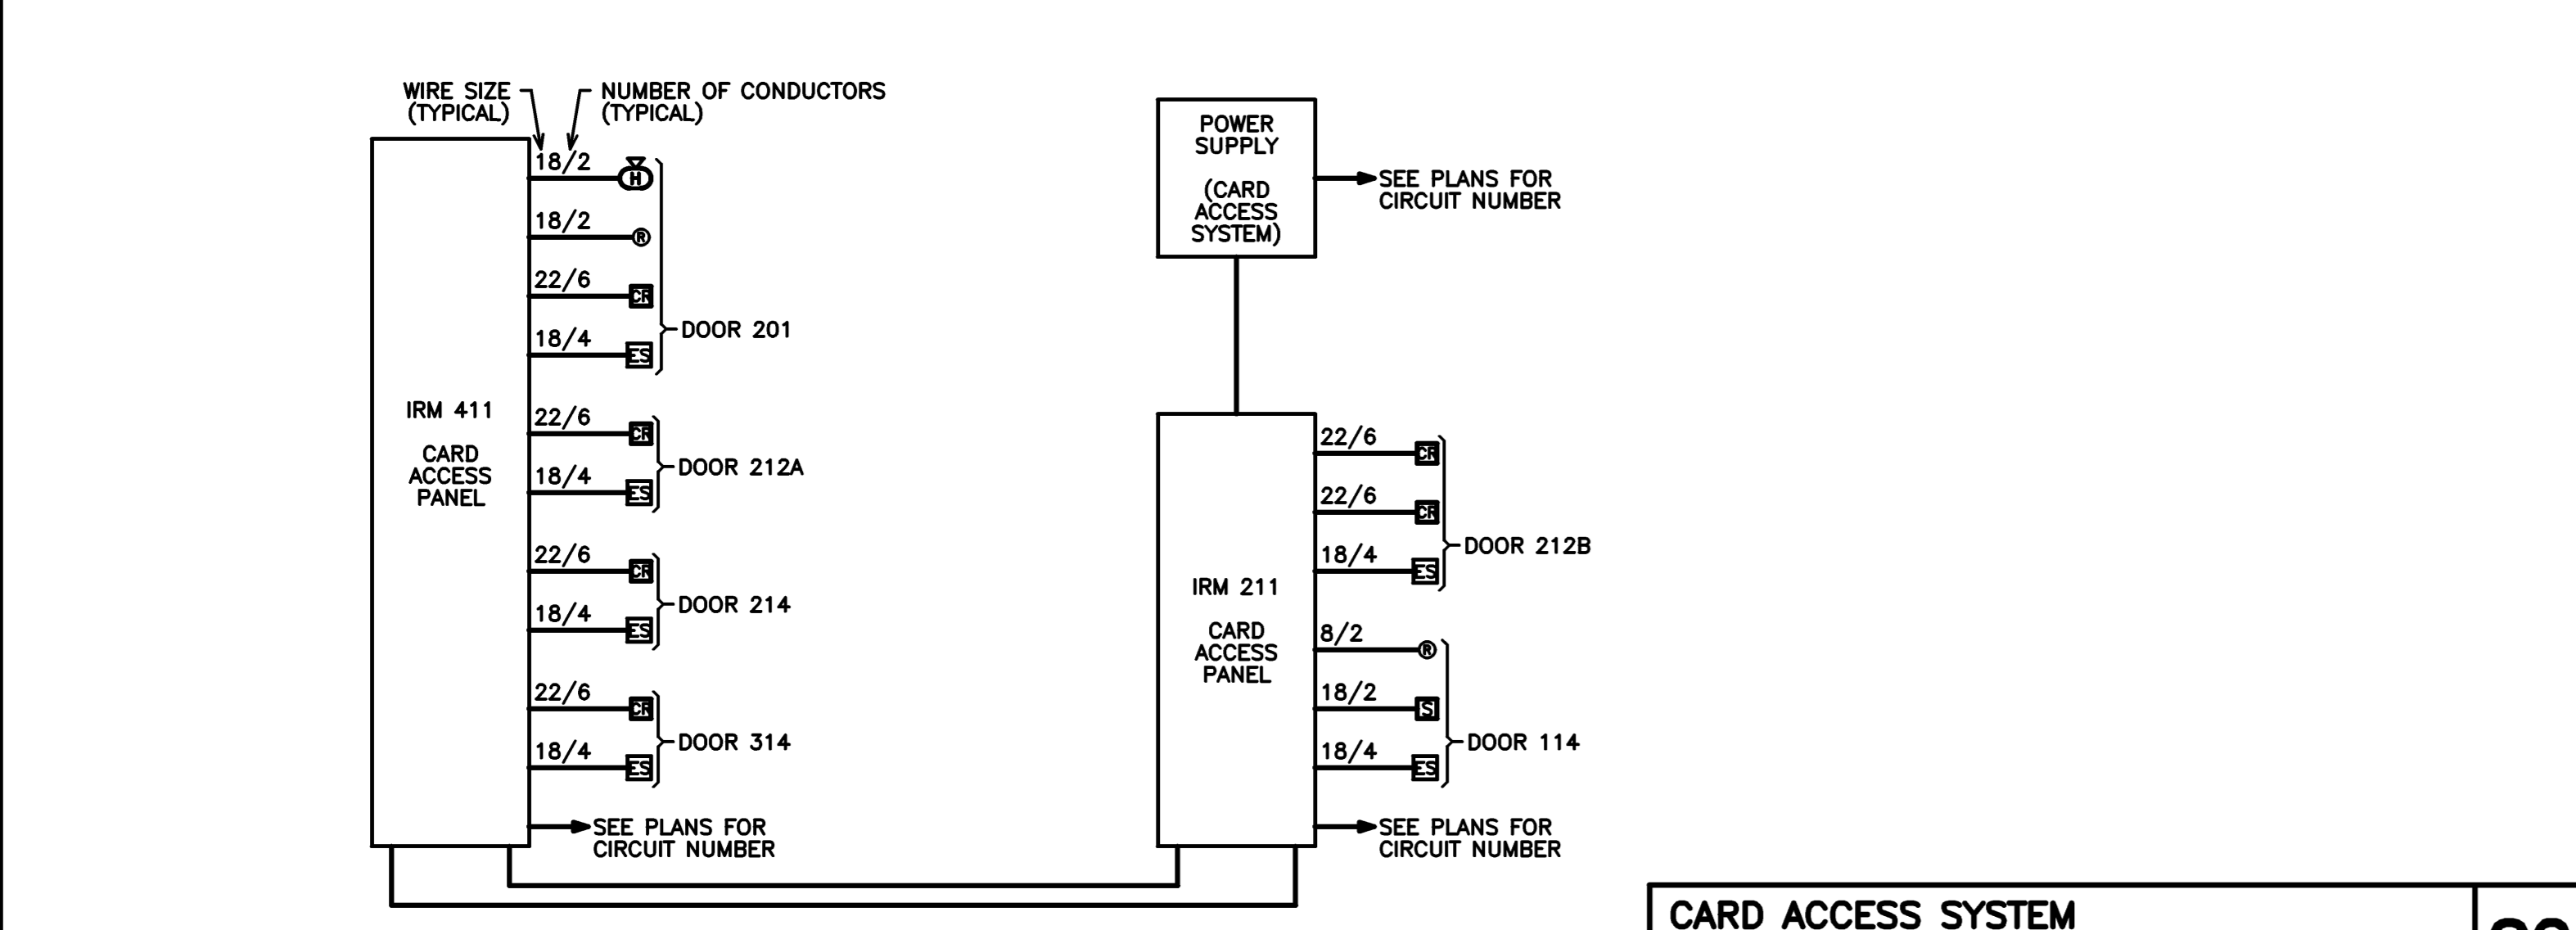 WIRE SIZE
(TYPICAL)
NUMBER OF CONDUCTORS
(TYPICAL)
18/2
H
18/2
R
22/6
CR
18/4
ES
DOOR 201
IRM 411
CARD
ACCESS
PANEL
22/6
CR
18/4
ES
DOOR 212A
22/6
CR
18/4
ES
DOOR 214
22/6
CR
18/4
ES
DOOR 314
SEE PLANS FOR
CIRCUIT NUMBER
POWER
SUPPLY
(CARD
ACCESS
SYSTEM)
SEE PLANS FOR
CIRCUIT NUMBER
IRM 211
CARD
ACCESS
PANEL
22/6
CR
22/6
CR
18/4
ES
DOOR 212B
8/2
R
18/2
S
18/4
ES
DOOR 114
SEE PLANS FOR
CIRCUIT NUMBER
CARD ACCESS SYSTEM